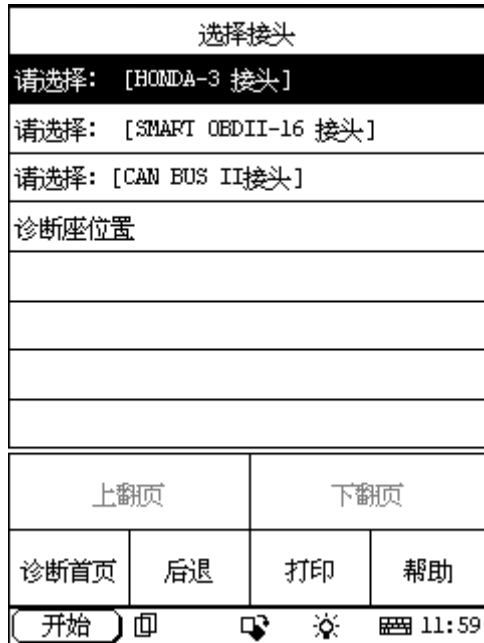 选择接头
请选择： [HONDA-3 接头]
请选择： [SMART OBDII-16 接头]
请选择：[CAN BUS II接头]
诊断座位置
上翻页 下翻页
诊断首页 后退 打印 帮助
开始 11:59